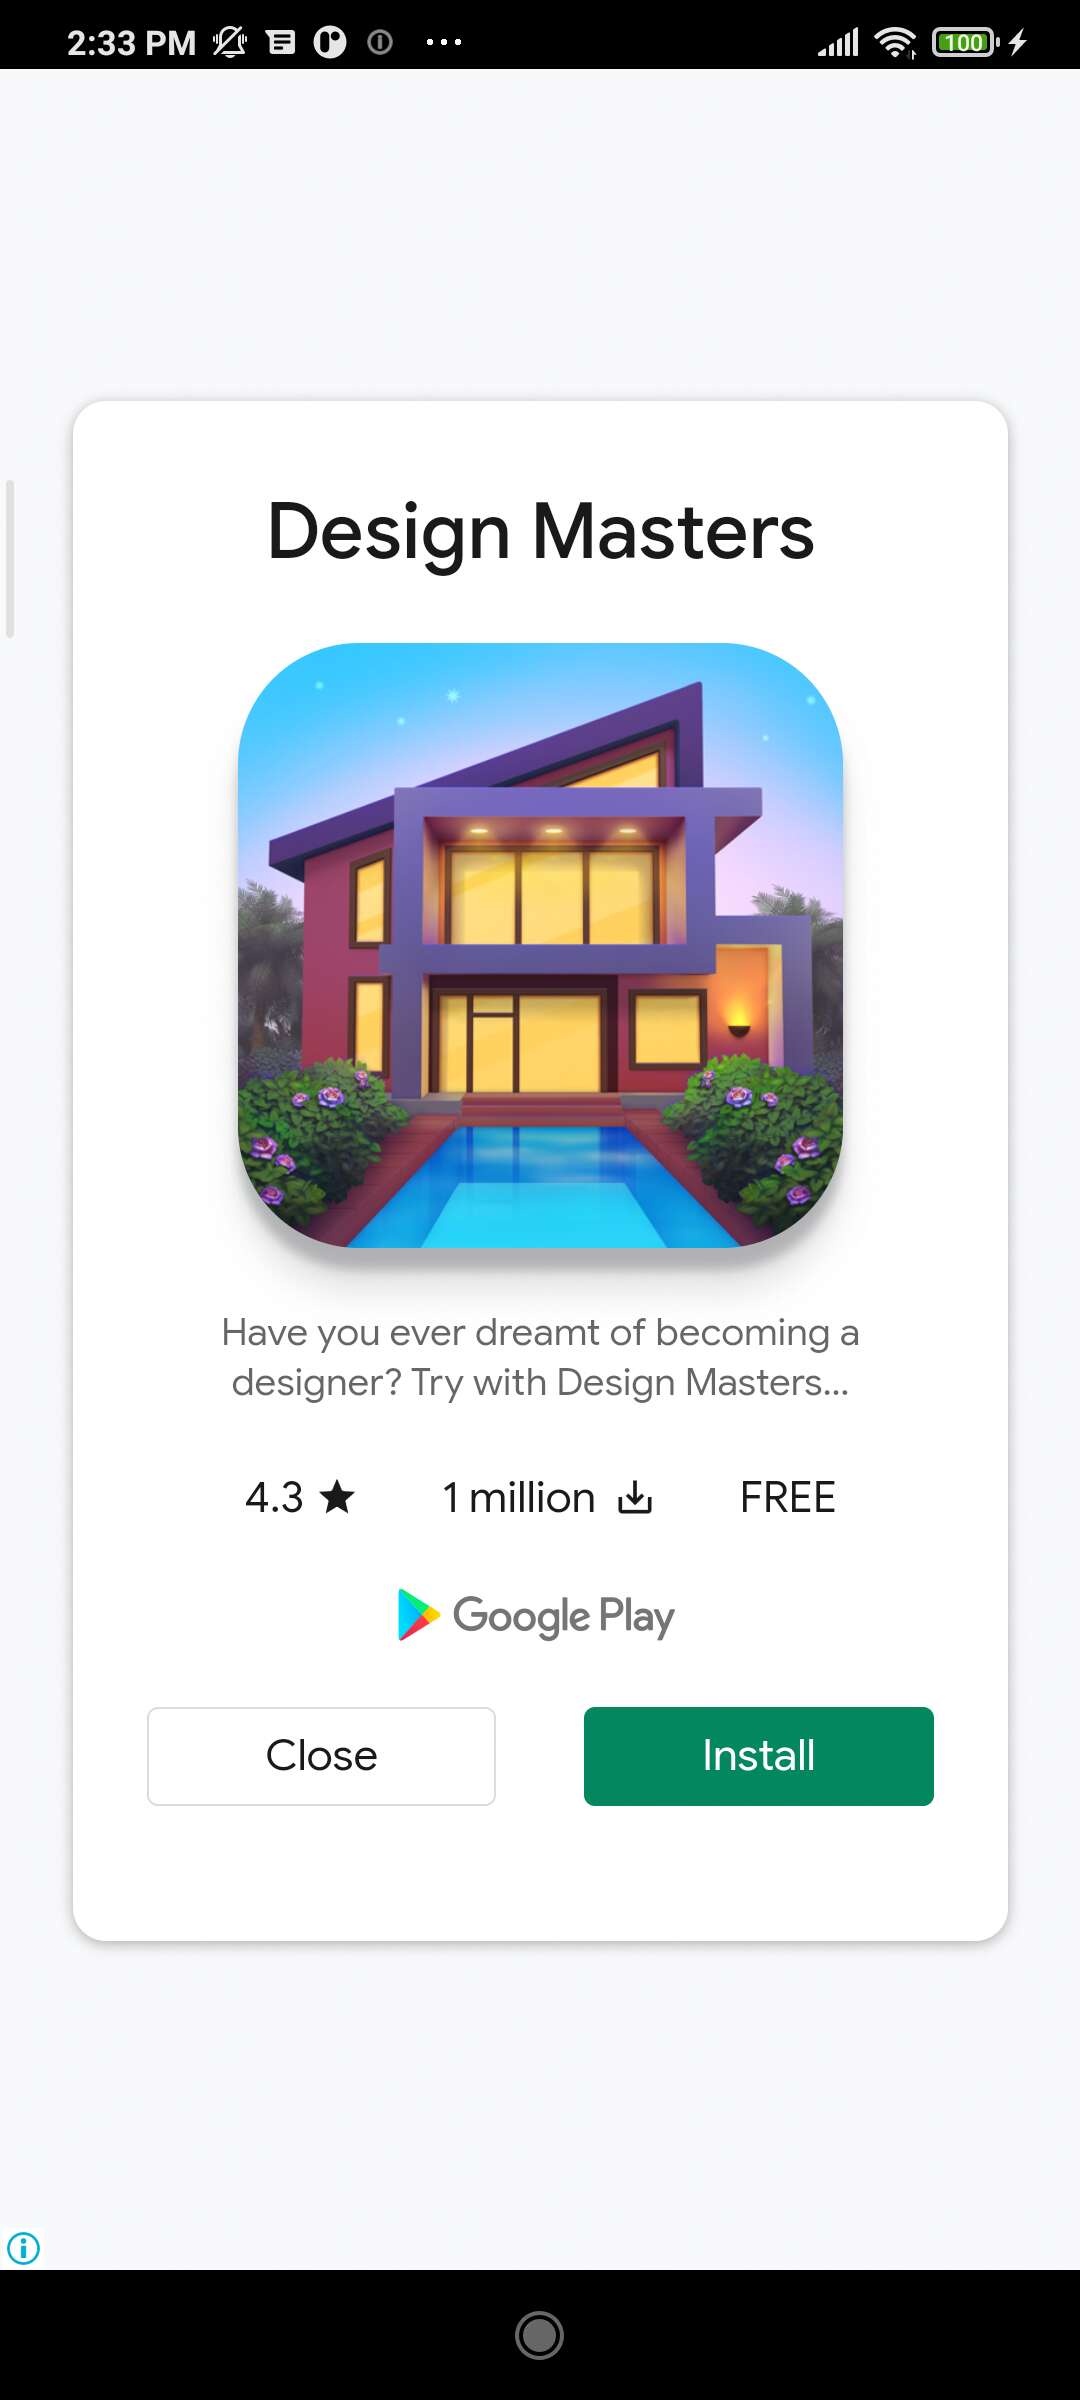 2:33 PM
100
Design Masters
Have you ever dreamt of becoming a
designer? Try with Design Masters...
4.3
1 million
FREE
Google Play
Close
Install